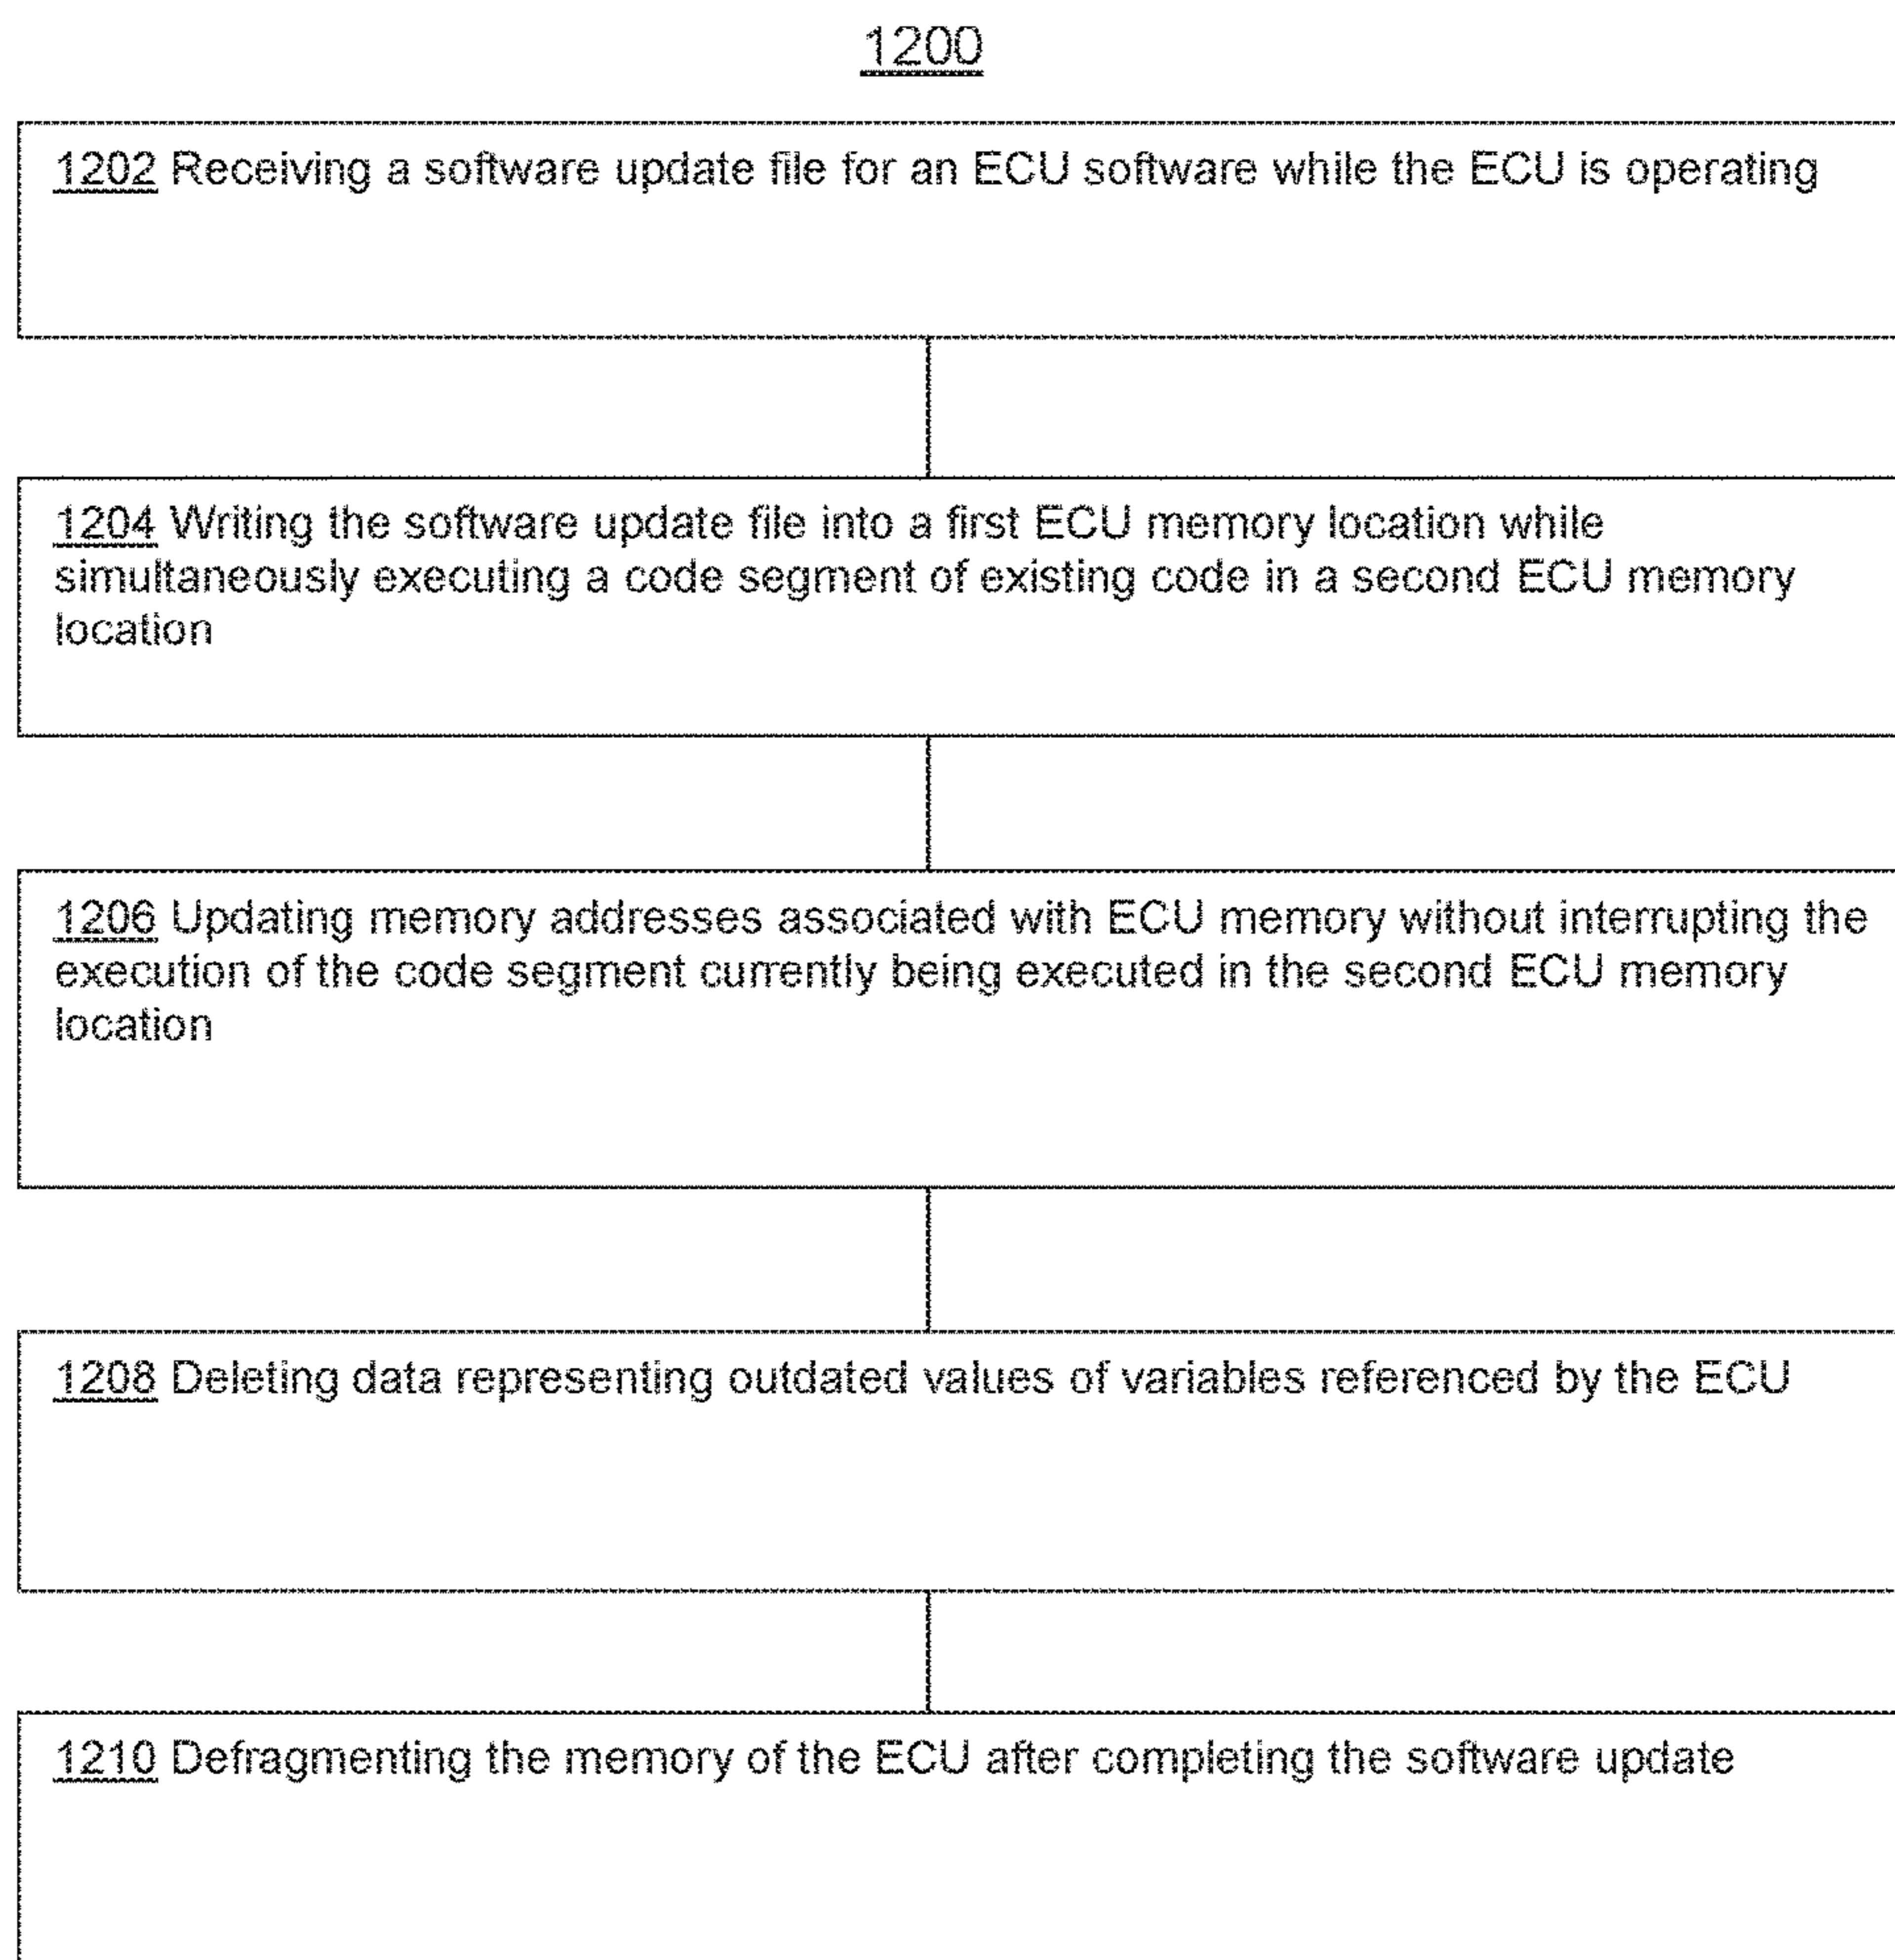 1200
1202 Receiving a software update file for an ECU software while the ECU is operating
1204 Writing the software update file into a first ECU memory location while
simultaneously executing a code segment of existing code in a second ECU memory
location
1206 Updating memory addresses associated with ECU memory without interrupting the
execution of the code segment currently being executed in the second ECU memory
location
1208 Deleting data representing outdated values of variables referenced by the ECU
1210 Defragmenting the memory of the ECU after completing the software update